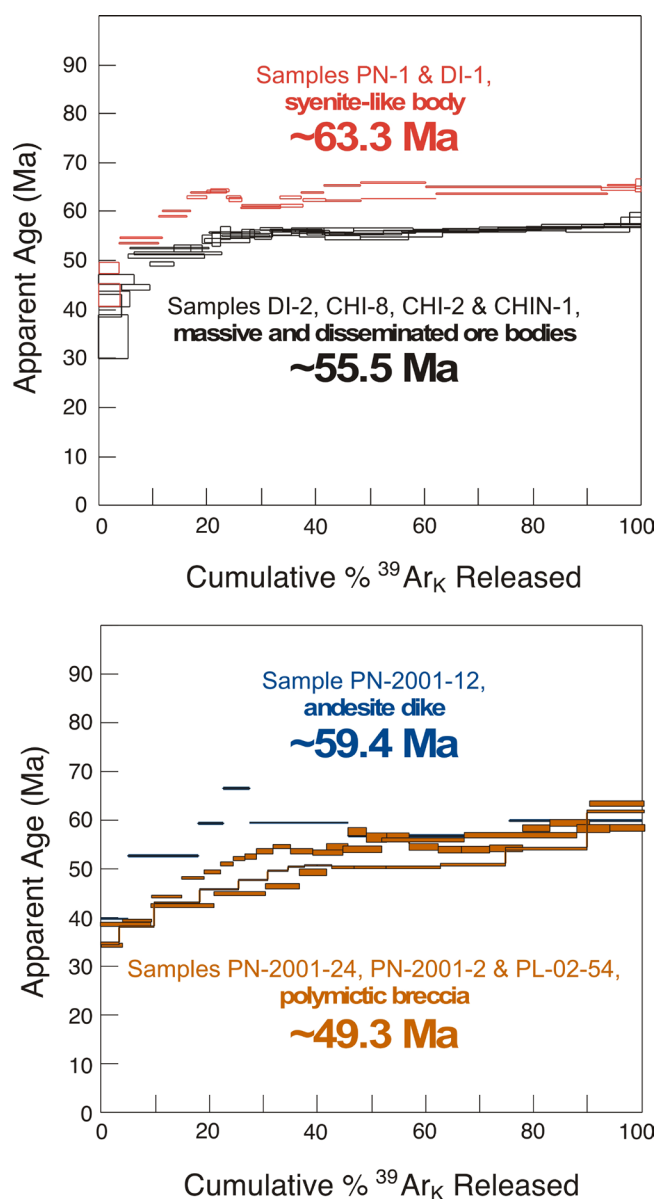 90
80
70
60
50
40
30
20
10
0
Apparent Age (Ma)
Samples PN-1 & DI-1,
syenite-like body
~63.3 Ma
Samples DI-2, CHI-8, CHI-2 & CHIN-1,
massive and disseminated ore bodies
~55.5 Ma
0 20 40 60 80 100
Cumulative % ³⁹Arₖ Released
90
80
70
60
50
40
30
20
10
0
Apparent Age (Ma)
Sample PN-2001-12,
andesite dike
~59.4 Ma
Samples PN-2001-24, PN-2001-2 & PL-02-54,
polymictic breccia
~49.3 Ma
0 20 40 60 80 100
Cumulative % ³⁹Arₖ Released